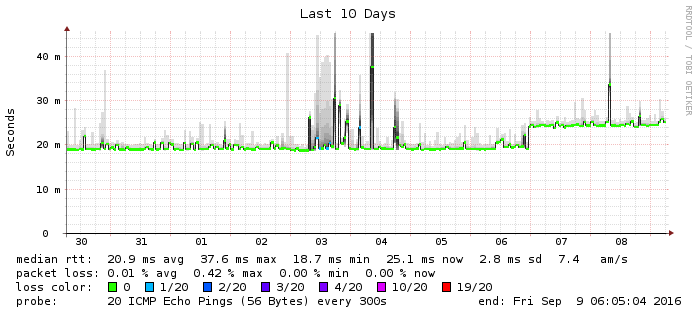 Last 10 Days
RRDTOOL / TOBI OETIKER
Seconds
40 m
30 m
20 m
10 m
0
30 31 01 02 03 04 05 06 07 08
median rtt: 20.9 ms avg 37.6 ms max 18.7 ms min 25.1 ms now 2.8 ms sd 7.4 am/s
packet loss: 0.01 % avg 0.42 % max 0.00 % min 0.00 % now
loss color: 0 1/20 2/20 3/20 4/20 10/20 19/20
probe: 20 ICMP Echo Pings (56 Bytes) every 300s end: Fri Sep 9 06:05:04 2016